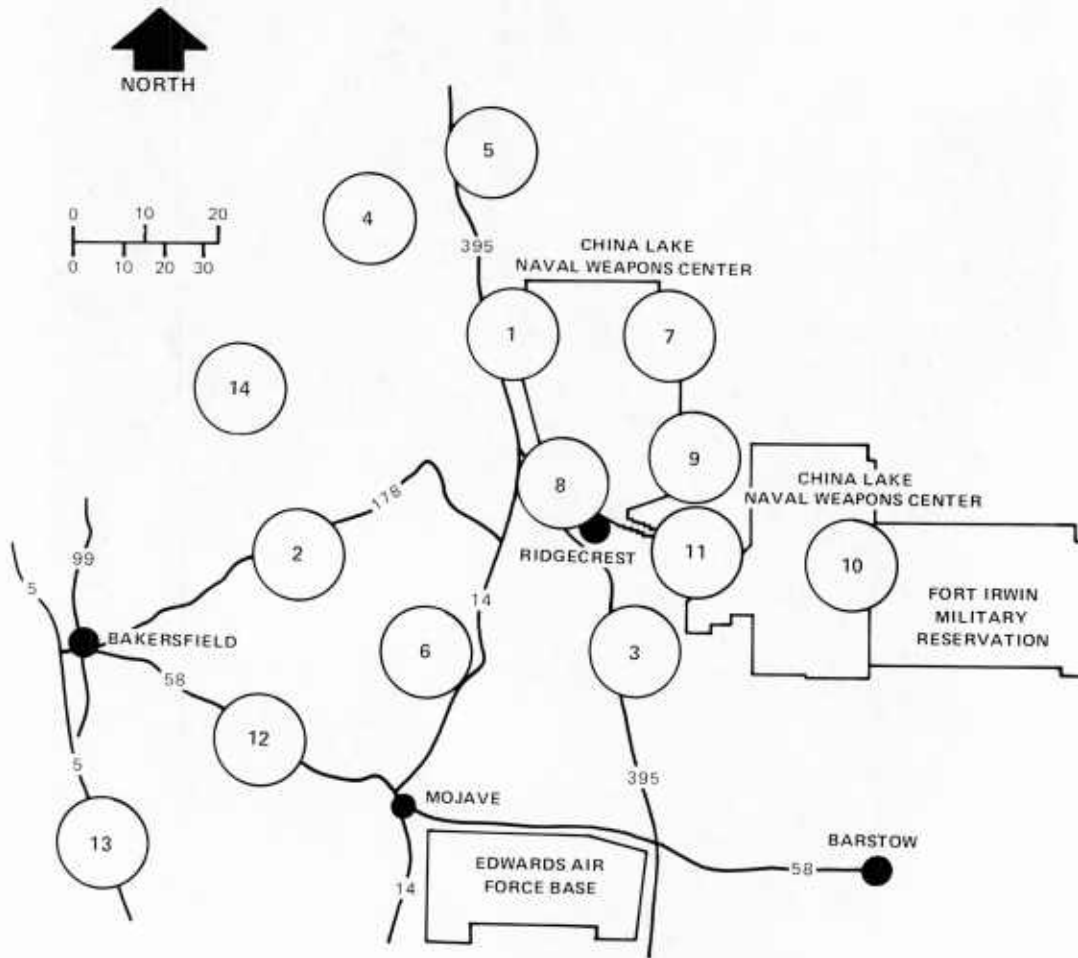 NORTH
5
4
0 10 20
0 10 20 30
395
CHINA LAKE
NAVAL WEAPONS CENTER
1
7
14
9
178
CHINA LAKE
NAVAL WEAPONS CENTER
8
99
RIDGECREST
11
2
10
5
14
FORT IRWIN
MILITARY
RESERVATION
BAKERSFIELD
6
3
58
12
5
395
MOJAVE
13
BARSTOW
EDWARDS AIR
FORCE BASE
58
14